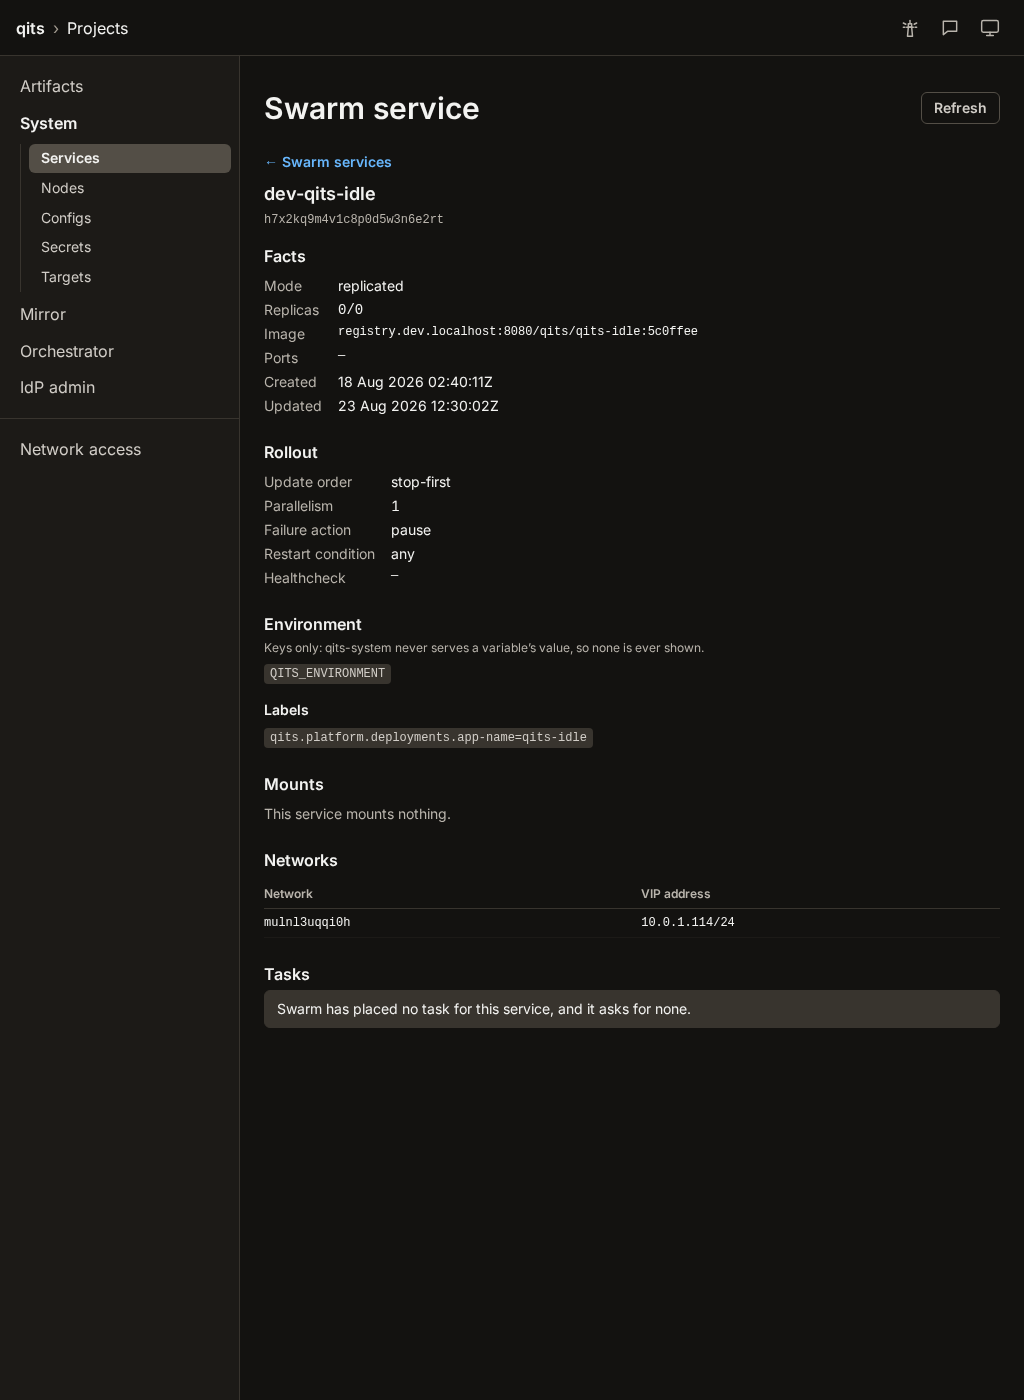 qits › Projects
Artifacts
System
Services
Nodes
Configs
Secrets
Targets
Mirror
Orchestrator
IdP admin
Network access
Swarm service
Refresh
← Swarm services
dev-qits-idle
h7x2kq9m4v1c8p0d5w3n6e2rt
Facts
Mode replicated
Replicas 0/0
Image registry.dev.localhost:8080/qits/qits-idle:5c0ffee
Ports —
Created 18 Aug 2026 02:40:11Z
Updated 23 Aug 2026 12:30:02Z
Rollout
Update order stop-first
Parallelism 1
Failure action pause
Restart condition any
Healthcheck —
Environment
Keys only: qits-system never serves a variable’s value, so none is ever shown.
QITS_ENVIRONMENT
Labels
qits.platform.deployments.app-name=qits-idle
Mounts
This service mounts nothing.
Networks
Network VIP address
mulnl3uqqi0h 10.0.1.114/24
Tasks
Swarm has placed no task for this service, and it asks for none.